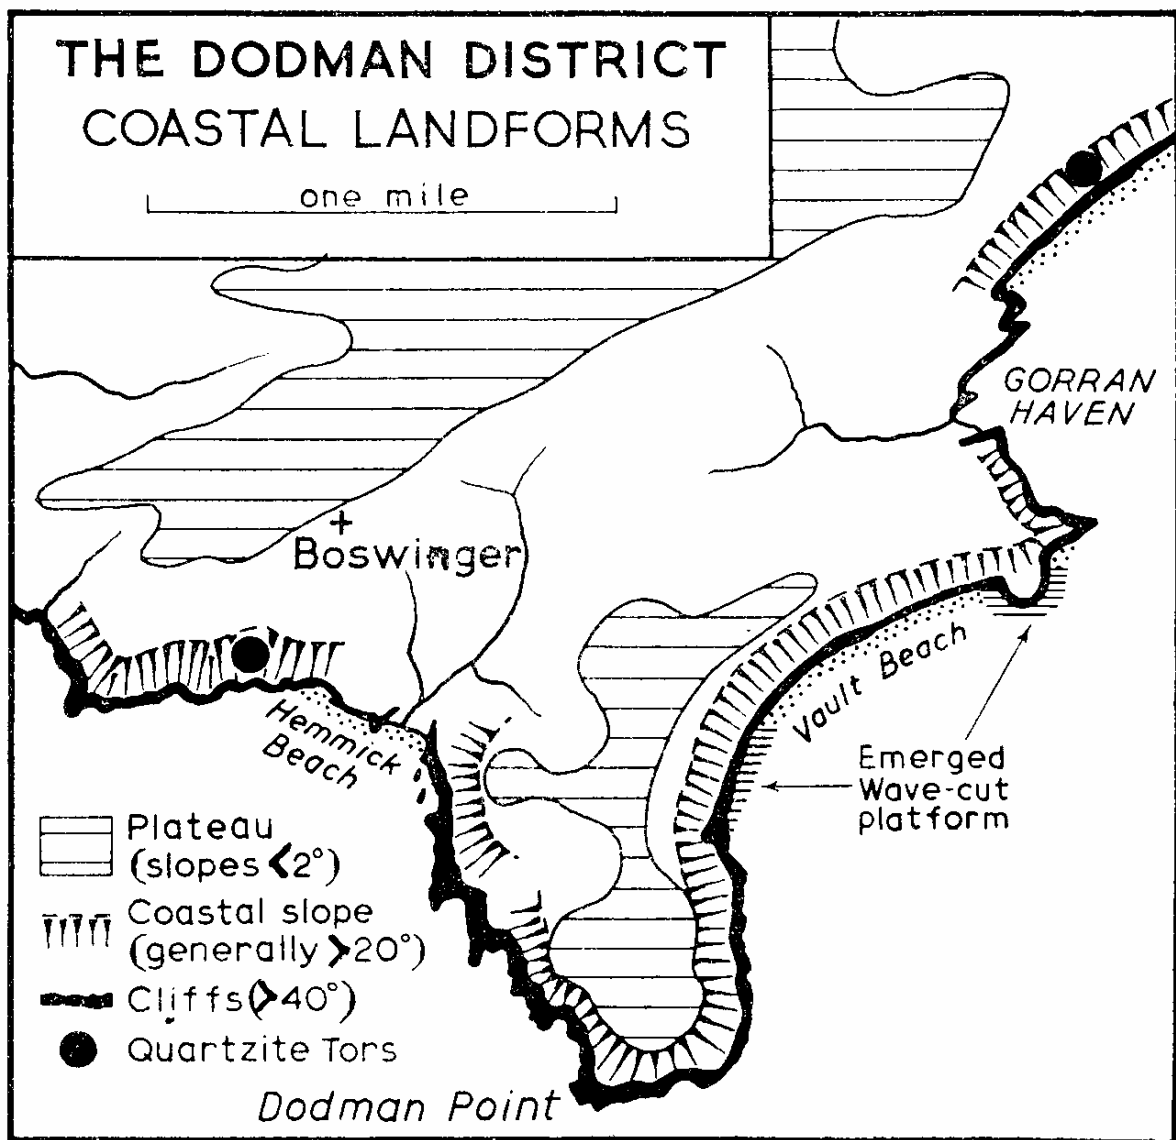 THE DODMAN DISTRICT
COASTAL LANDFORMS
one mile
GORRAN
HAVEN
Boswinger
Vault Beach
Hemmick
Beach
Emerged
Wave-cut
platform
Plateau
(slopes <2°)
Coastal slope
(generally >20°)
Cliffs (>40°)
Quartzite Tors
Dodman Point